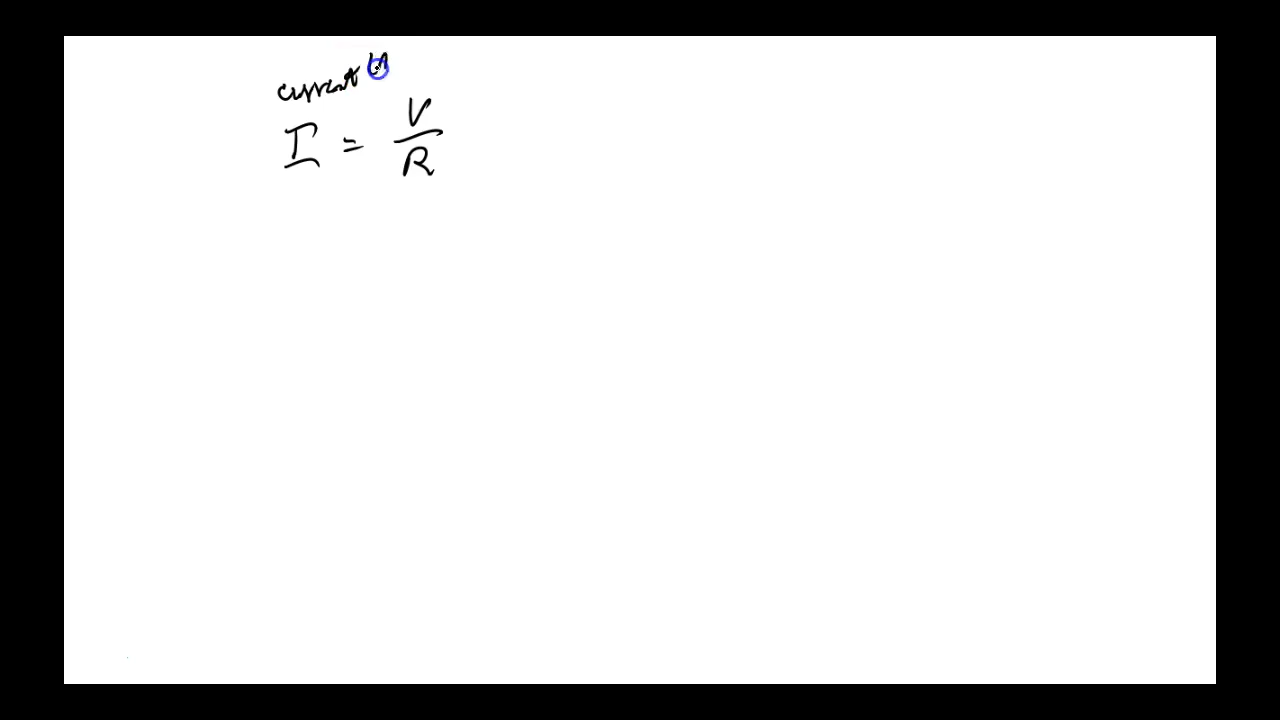 current
I = V/R